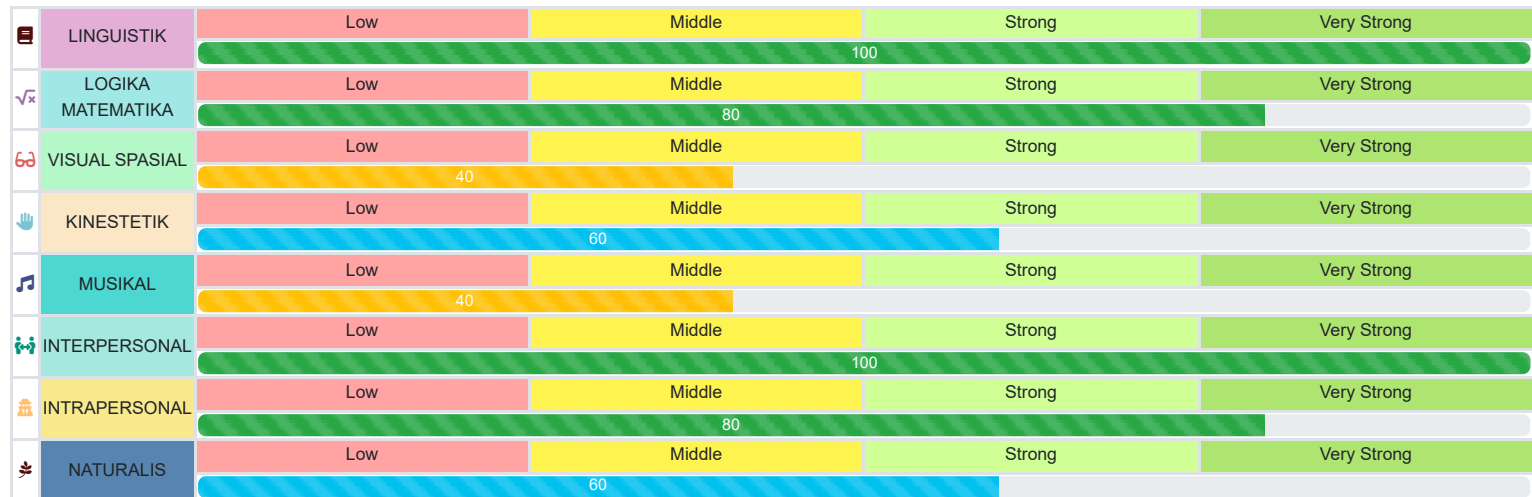 LINGUISTIK
Low Middle Strong Very Strong
100
LOGIKA
MATEMATIKA
Low Middle Strong Very Strong
80
VISUAL SPASIAL
Low Middle Strong Very Strong
40
KINESTETIK
Low Middle Strong Very Strong
60
MUSIKAL
Low Middle Strong Very Strong
40
INTERPERSONAL
Low Middle Strong Very Strong
100
INTRAPERSONAL
Low Middle Strong Very Strong
80
NATURALIS
Low Middle Strong Very Strong
60